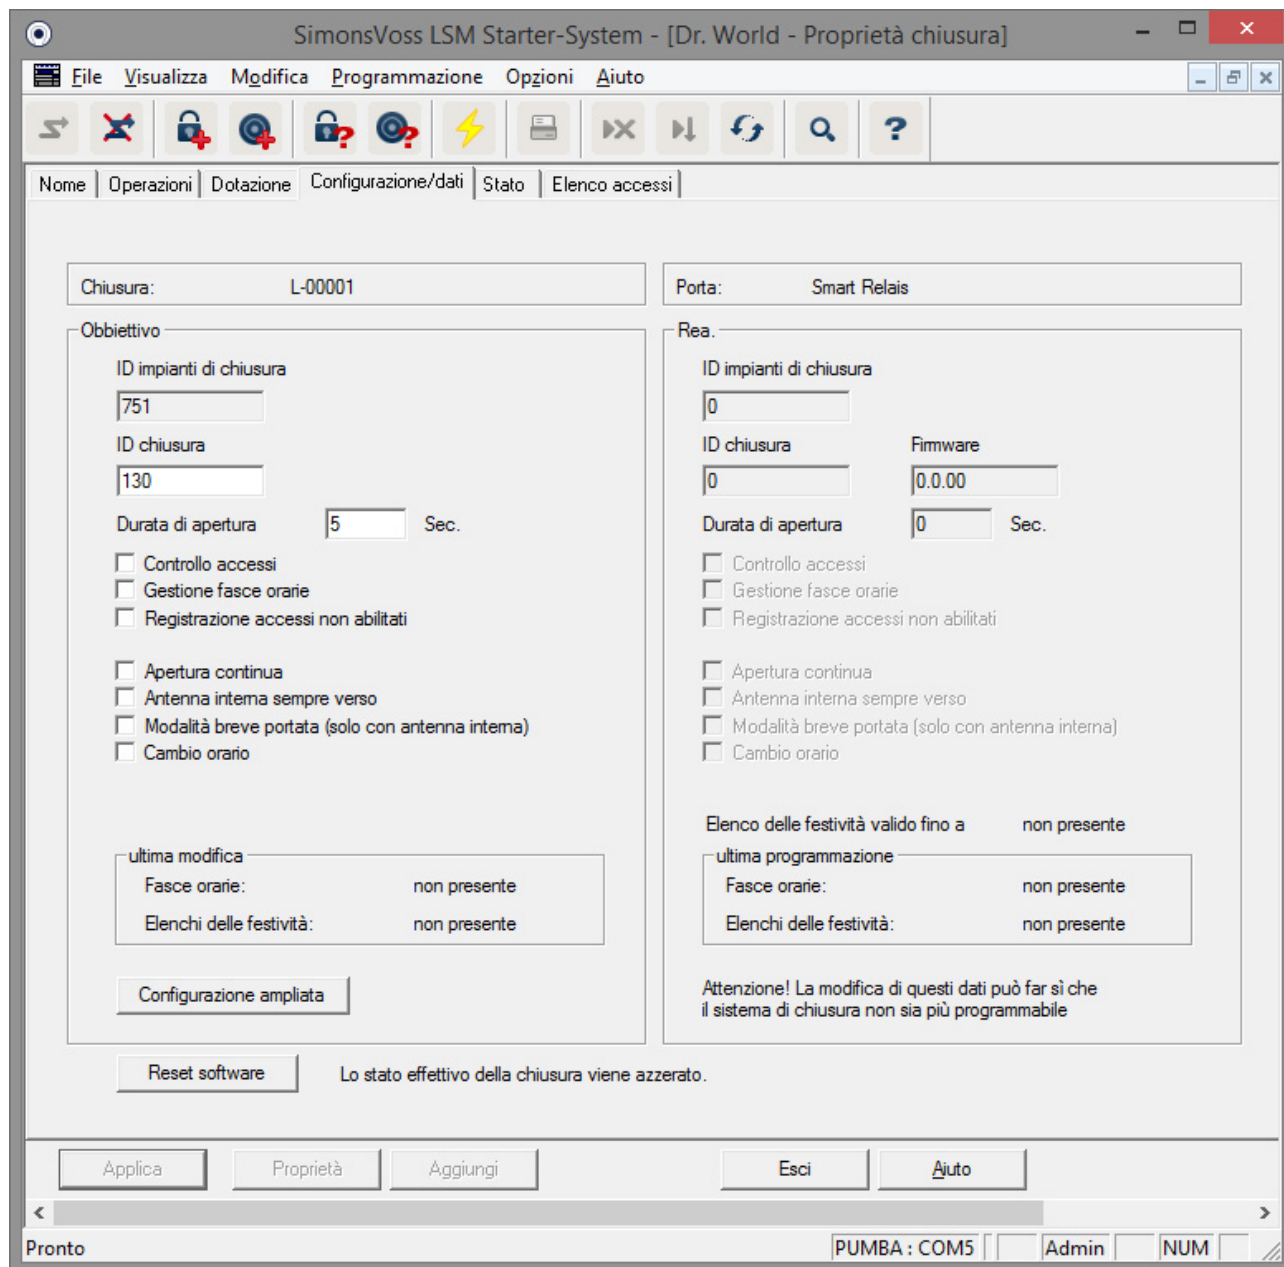 SimonsVoss LSM Starter-System - [Dr. World - Proprietà chiusura]
File Visualizza Modifica Programmazione Opzioni Aiuto
Nome Operazioni Dotazione Configurazione/dati Stato Elenco accessi
Chiusura: L-00001 Porta: Smart Relais
Obbiettivo
ID impianti di chiusura
751
ID chiusura
130
Durata di apertura 5 Sec.
Controllo accessi
Gestione fasce orarie
Registrazione accessi non abilitati
Apertura continua
Antenna interna sempre verso
Modalità breve portata (solo con antenna interna)
Cambio orario
ultima modifica
Fasce orarie: non presente
Elenchi delle festività: non presente
Configurazione ampliata
Rea.
ID impianti di chiusura
0
ID chiusura Firmware
0 0.0.00
Durata di apertura 0 Sec.
Controllo accessi
Gestione fasce orarie
Registrazione accessi non abilitati
Apertura continua
Antenna interna sempre verso
Modalità breve portata (solo con antenna interna)
Cambio orario
Elenco delle festività valido fino a non presente
ultima programmazione
Fasce orarie: non presente
Elenchi delle festività: non presente
Attenzione! La modifica di questi dati può far sì che
il sistema di chiusura non sia più programmabile
Reset software Lo stato effettivo della chiusura viene azzerato.
Applica Proprietà Aggiungi Esci Aiuto
Pronto PUMBA : COM5 Admin NUM